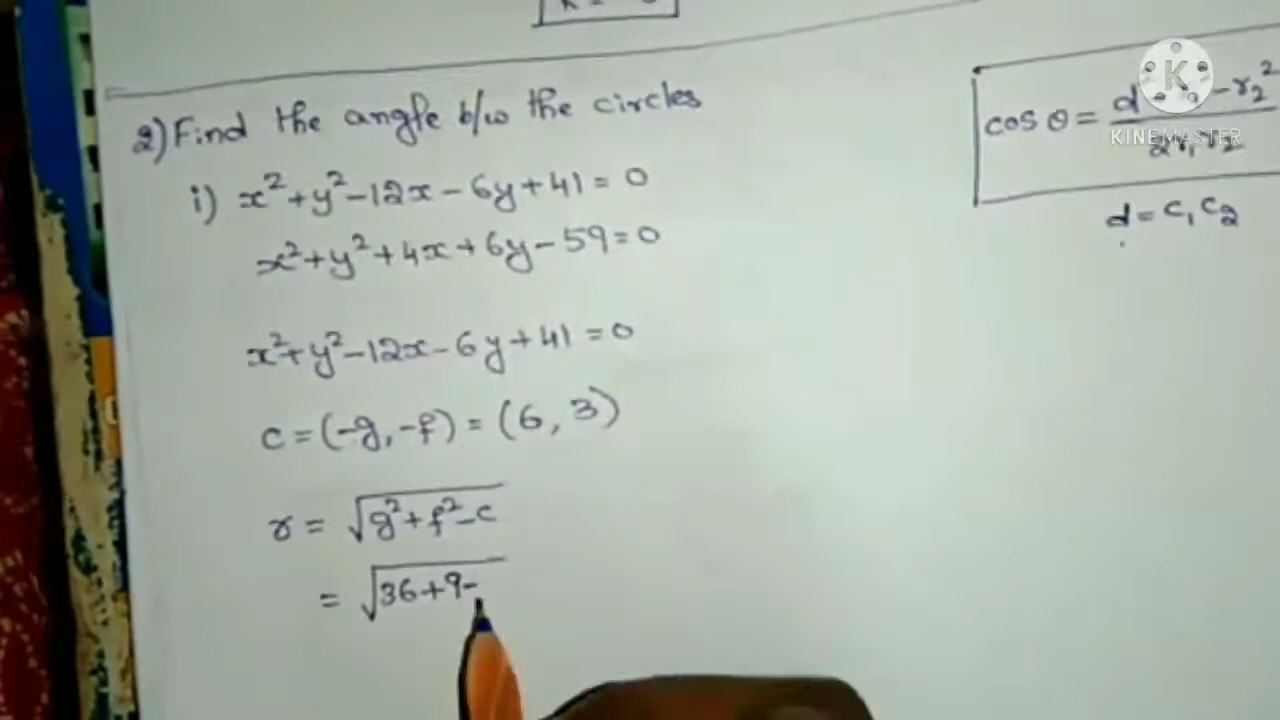 2) Find the angle b/w the circles
i) x²+y²-12x-6y+41=0
x²+y²+4x+6y-59=0
x²+y²-12x-6y+41=0
c=(-g,-f)=(6,3)
r = √g²+f²-c
= √36+9-
cos θ = d - r₂² / 2r₁r₂
d = c₁c₂
KINEMASTER